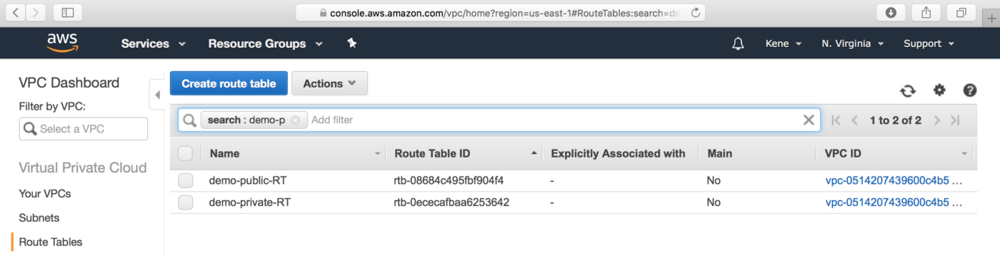 console.aws.amazon.com/vpc/home?region=us-east-1#RouteTables:search=de
aws Services Resource Groups Kene N. Virginia Support
VPC Dashboard
Filter by VPC:
Select a VPC
Virtual Private Cloud
Your VPCs
Subnets
Route Tables
Create route table Actions
search : demo-p Add filter 1 to 2 of 2
Name Route Table ID Explicitly Associated with Main VPC ID
demo-public-RT rtb-08684c495fbf904f4 - No vpc-0514207439600c4b5 ...
demo-private-RT rtb-0ececafbaa6253642 - No vpc-0514207439600c4b5 ...